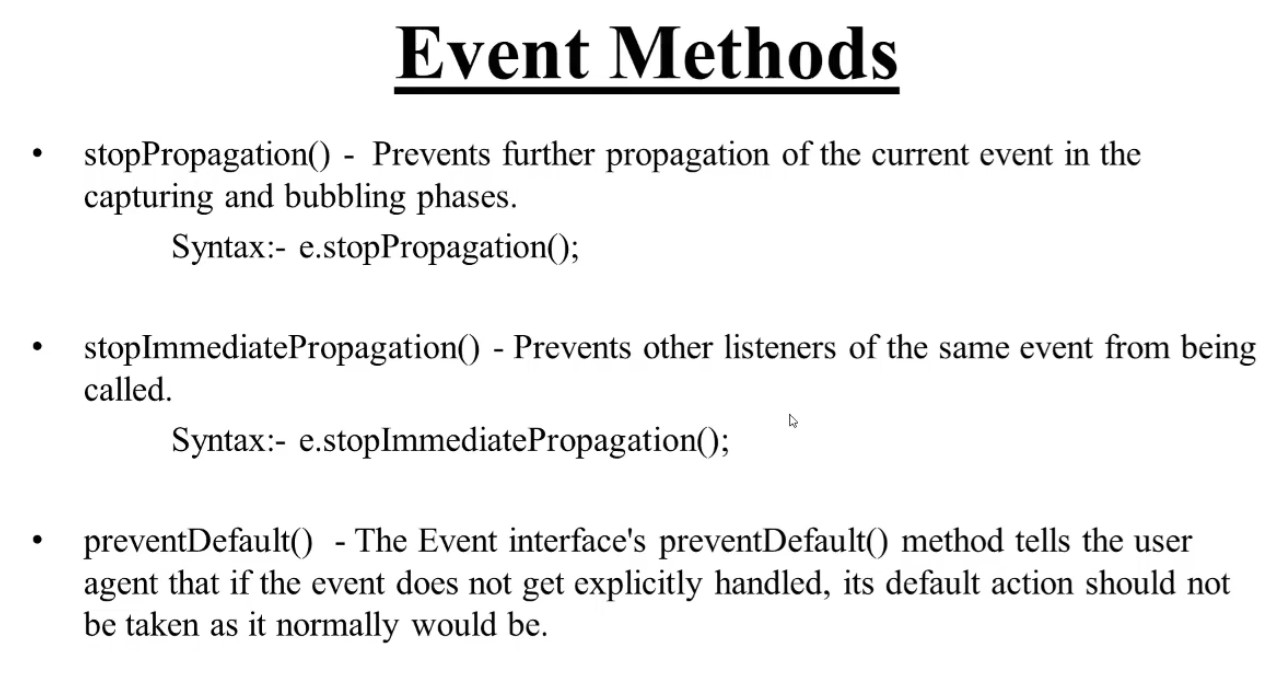 Event Methods
• stopPropagation() - Prevents further propagation of the current event in the
capturing and bubbling phases.
Syntax:- e.stopPropagation();
• stopImmediatePropagation() - Prevents other listeners of the same event from being
called.
Syntax:- e.stopImmediatePropagation();
• preventDefault() - The Event interface's preventDefault() method tells the user
agent that if the event does not get explicitly handled, its default action should not
be taken as it normally would be.